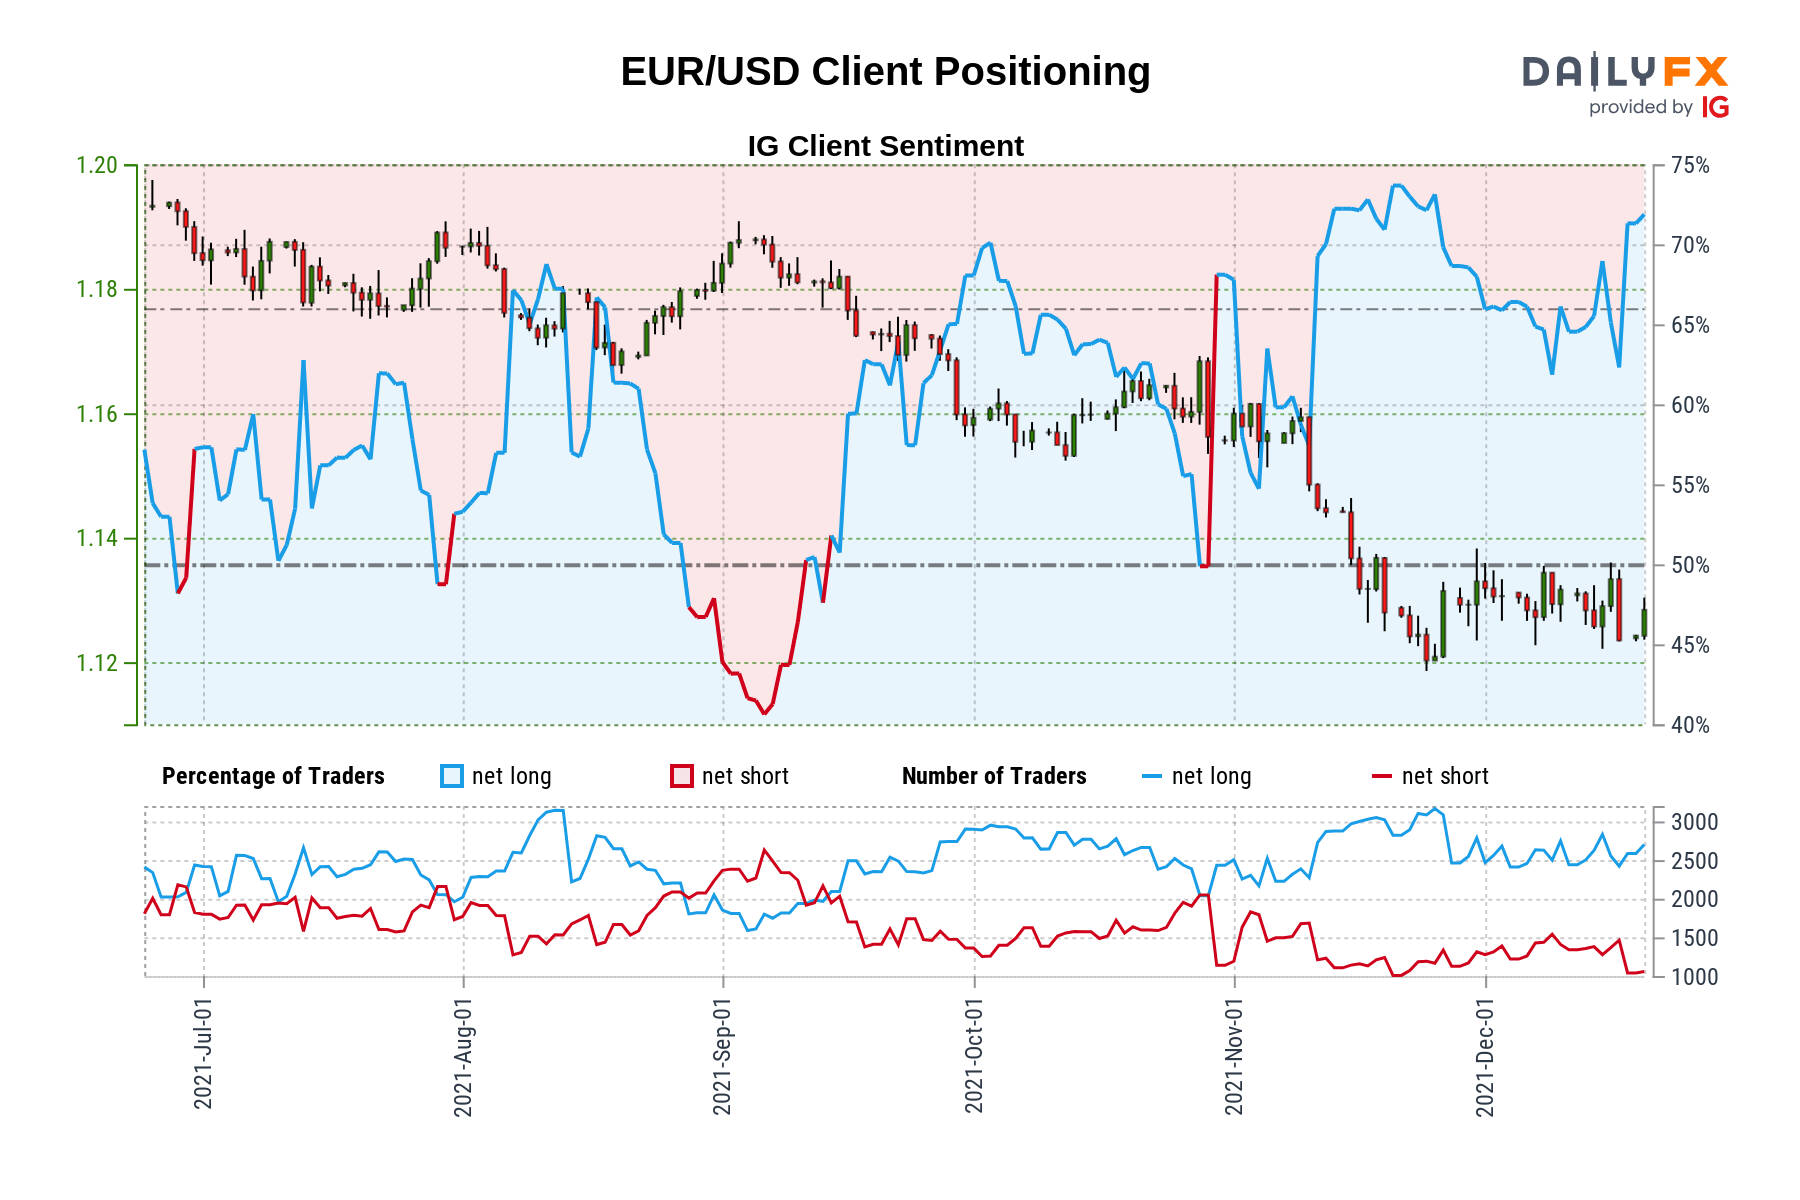 EUR/USD Client Positioning
DAILYFX
provided by IG
IG Client Sentiment
1.20
1.18
1.16
1.14
1.12
75%
70%
65%
60%
55%
50%
45%
40%
Percentage of Traders net long net short Number of Traders net long net short
3000
2500
2000
1500
1000
2021-Jul-01
2021-Aug-01
2021-Sep-01
2021-Oct-01
2021-Nov-01
2021-Dec-01